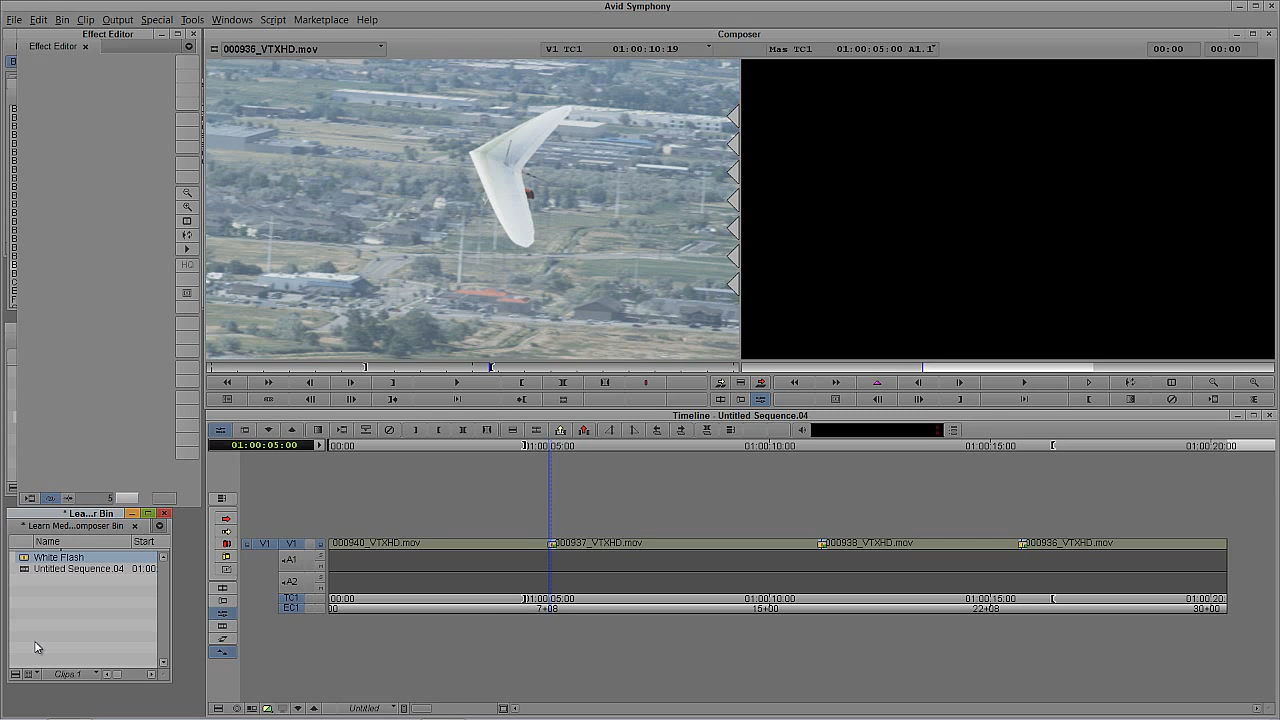 Avid Symphony
File Edit Bin Clip Output Special Tools Windows Script Marketplace Help
Effect Editor
Composer
Effect Editor
000936_VTXHD.mov
V1 TC1 01:00:10:19
Mas TC1 01:00:05:00 A1.1
00:00 00:00
HQ
Timeline - Untitled Sequence.04
01:00:05:00
00:00 01:00:05:00 01:00:10:00 01:00:15:00 01:00:20:00
5
* Lea...r Bin
* Learn Med...omposer Bin
Name Start
White Flash
Untitled Sequence.04 01:00
V1 V1 000940_VTXHD.mov 000937_VTXHD.mov 000938_VTXHD.mov 000936_VTXHD.mov
A1
A2
TC1 00:00 01:00:05:00 01:00:10:00 01:00:15:00 01:00:20
EC1 00 7+08 15+00 22+08 30+00
Clips.1
Untitled